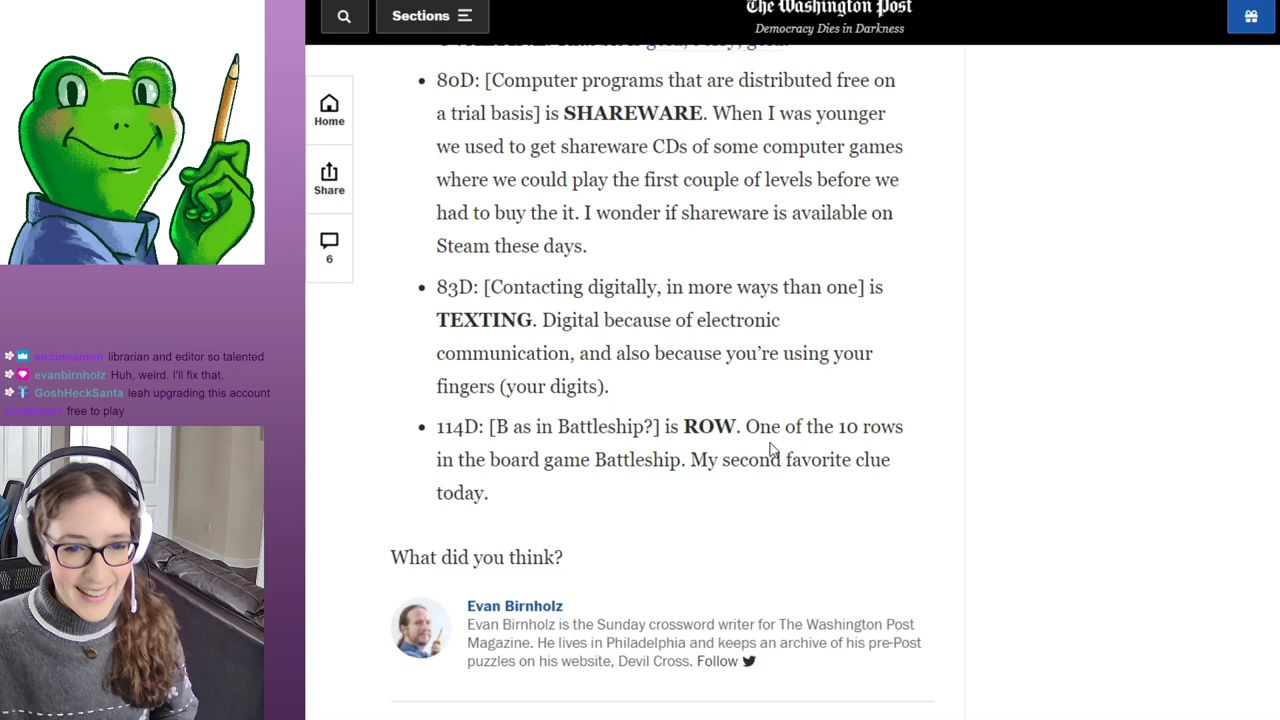 Sections
The Washington Post
Democracy Dies in Darkness
80D: [Computer programs that are distributed free on
a trial basis] is SHAREWARE. When I was younger
we used to get shareware CDs of some computer games
where we could play the first couple of levels before we
had to buy the it. I wonder if shareware is available on
Steam these days.
83D: [Contacting digitally, in more ways than one] is
TEXTING. Digital because of electronic
communication, and also because you’re using your
fingers (your digits).
114D: [B as in Battleship?] is ROW. One of the 10 rows
in the board game Battleship. My second favorite clue
today.
What did you think?
Evan Birnholz
Evan Birnholz is the Sunday crossword writer for The Washington Post
Magazine. He lives in Philadelphia and keeps an archive of his pre-Post
puzzles on his website, Devil Cross. Follow
Home
Share
6
sircinnamon librarian and editor so talented
evanbirnholz Huh, weird. I'll fix that.
GoshHeckSanta leah upgrading this account
free to play